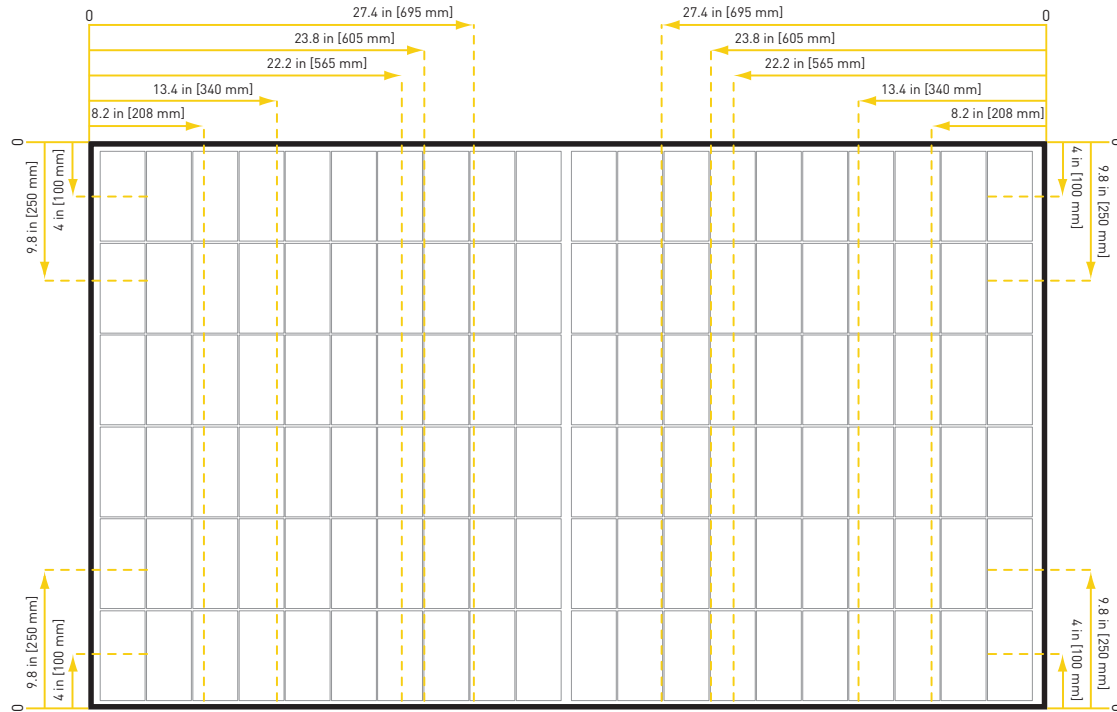 0
27.4 in [695 mm]
27.4 in [695 mm]
0
23.8 in [605 mm]
23.8 in [605 mm]
22.2 in [565 mm]
22.2 in [565 mm]
13.4 in [340 mm]
13.4 in [340 mm]
8.2 in [208 mm]
8.2 in [208 mm]
0
9.8 in [250 mm]
4 in [100 mm]
4 in [100 mm]
9.8 in [250 mm]
0
9.8 in [250 mm]
4 in [100 mm]
4 in [100 mm]
9.8 in [250 mm]
0
0